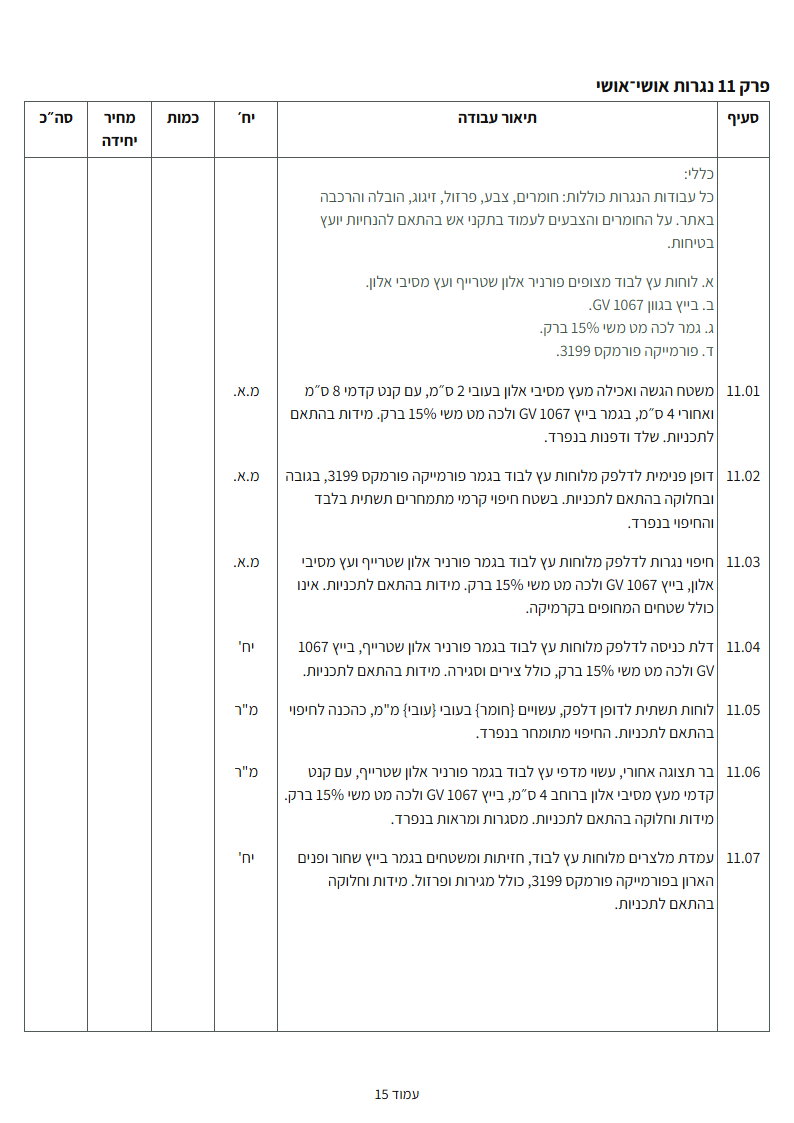 פרק 11 נגרות אושי־אושי
סעיף תיאור עבודה יח׳ כמות מחיר יחידה סה״כ
כללי:
כל עבודות הנגרות כוללות: חומרים, צבע, פרזול, זיגוג, הובלה והרכבה
באתר. על החומרים והצבעים לעמוד בתקני אש בהתאם להנחיות יועץ
בטיחות.
א. לוחות עץ לבוד מצופים פורניר אלון שטרייף ועץ מסיבי אלון.
ב. בייץ בגוון GV 1067.
ג. גמר לכה מט משי 15% ברק.
ד. פורמייקה פורמקס 3199.
11.01 משטח הגשה ואכילה מעץ מסיבי אלון בעובי 2 ס״מ, עם קנט קדמי 8 ס״מ מ.א.
ואחורי 4 ס״מ, בגמר בייץ GV 1067 ולכה מט משי 15% ברק. מידות בהתאם
לתכניות. שלד ודפנות בנפרד.
11.02 דופן פנימית לדלפק מלוחות עץ לבוד בגמר פורמייקה פורמקס 3199, בגובה מ.א.
ובחלוקה בהתאם לתכניות. בשטח חיפוי קרמי מתמחרים תשתית בלבד
והחיפוי בנפרד.
11.03 חיפוי נגרות לדלפק מלוחות עץ לבוד בגמר פורניר אלון שטרייף ועץ מסיבי מ.א.
אלון, בייץ GV 1067 ולכה מט משי 15% ברק. מידות בהתאם לתכניות. אינו
כולל שטחים המחופים בקרמיקה.
11.04 דלת כניסה לדלפק מלוחות עץ לבוד בגמר פורניר אלון שטרייף, בייץ 1067 יח'
GV ולכה מט משי 15% ברק, כולל צירים וסגירה. מידות בהתאם לתכניות.
11.05 לוחות תשתית לדופן דלפק, עשויים {חומר} בעובי {עובי} מ"מ, כהכנה לחיפוי מ"ר
בהתאם לתכניות. החיפוי מתומחר בנפרד.
11.06 בר תצוגה אחורי, עשוי מדפי עץ לבוד בגמר פורניר אלון שטרייף, עם קנט מ"ר
קדמי מעץ מסיבי אלון ברוחב 4 ס״מ, בייץ GV 1067 ולכה מט משי 15% ברק.
מידות וחלוקה בהתאם לתכניות. מסגרות ומראות בנפרד.
11.07 עמדת מלצרים מלוחות עץ לבוד, חזיתות ומשטחים בגמר בייץ שחור ופנים יח'
הארון בפורמייקה פורמקס 3199, כולל מגירות ופרזול. מידות וחלוקה
בהתאם לתכניות.
עמוד 15